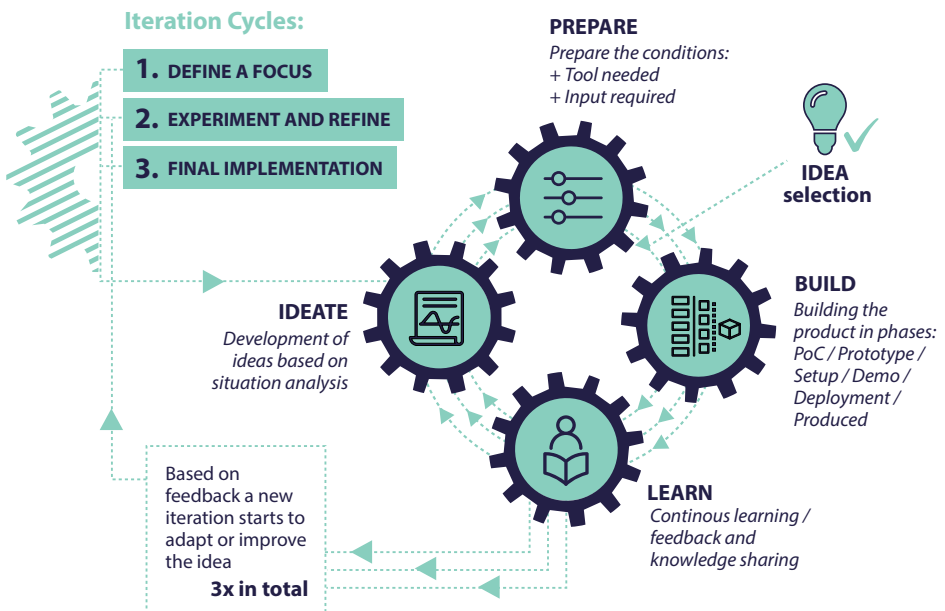 Iteration Cycles:
1. DEFINE A FOCUS
2. EXPERIMENT AND REFINE
3. FINAL IMPLEMENTATION
PREPARE
Prepare the conditions:
+ Tool needed
+ Input required
IDEA
selection
IDEATE
Development of
ideas based on
situation analysis
BUILD
Building the
product in phases:
PoC / Prototype /
Setup / Demo /
Deployment /
Produced
LEARN
Continous learning /
feedback and
knowledge sharing
Based on
feedback a new
iteration starts to
adapt or improve
the idea
3x in total